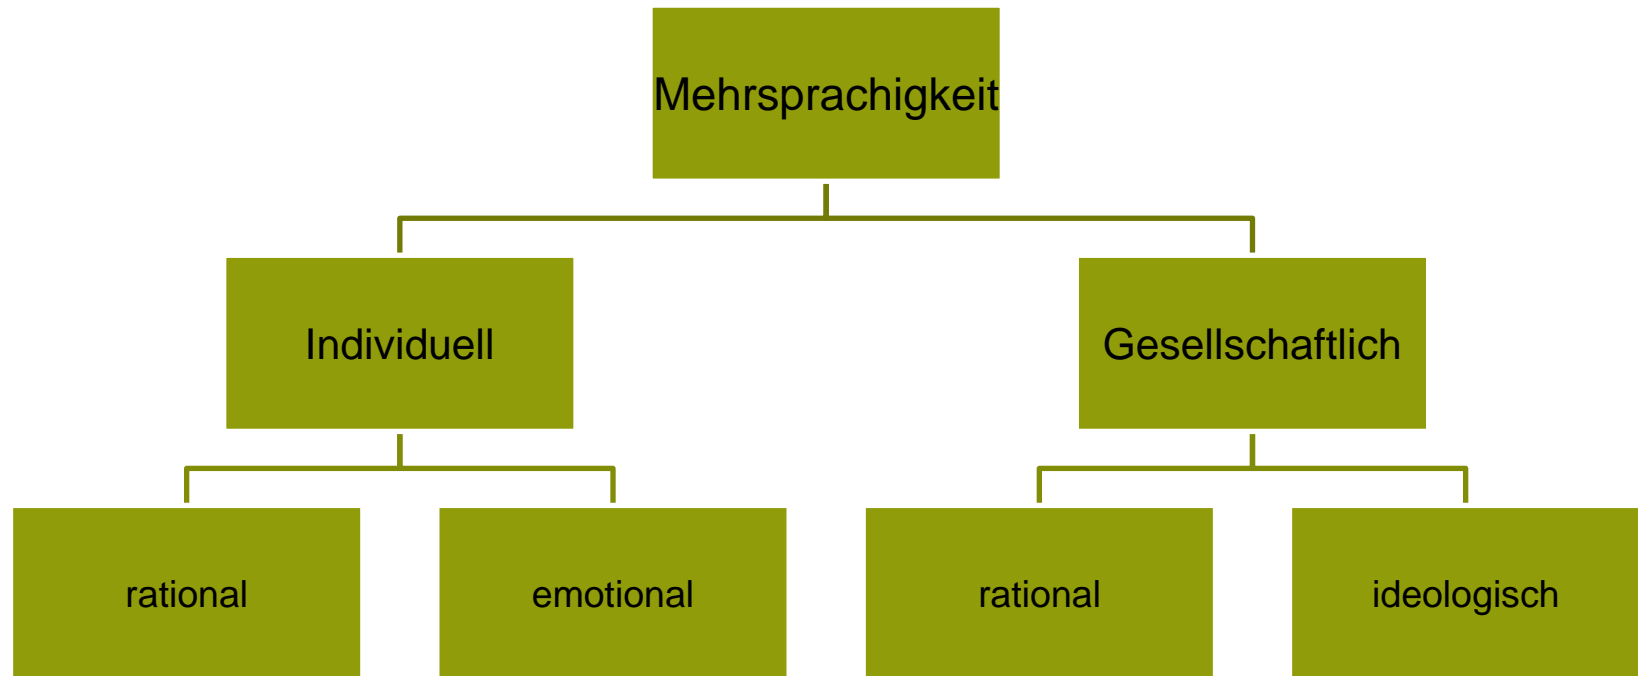 Mehrsprachigkeit
Individuell
Gesellschaftlich
rational
emotional
rational
ideologisch